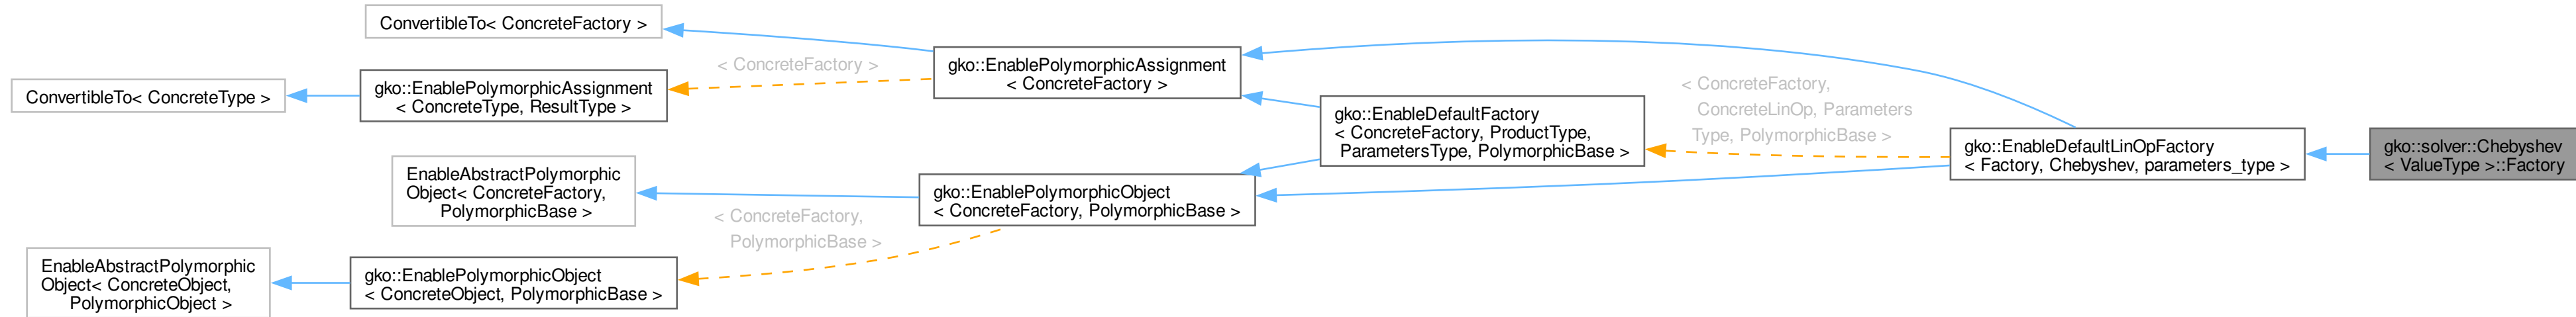 ConvertibleTo< ConcreteFactory >
ConvertibleTo< ConcreteType >
gko::EnablePolymorphicAssignment
< ConcreteType, ResultType >
< ConcreteFactory >
gko::EnablePolymorphicAssignment
< ConcreteFactory >
EnableAbstractPolymorphic
Object< ConcreteFactory,
PolymorphicBase >
EnableAbstractPolymorphic
Object< ConcreteObject,
PolymorphicObject >
gko::EnablePolymorphicObject
< ConcreteObject, PolymorphicBase >
< ConcreteFactory,
PolymorphicBase >
gko::EnablePolymorphicObject
< ConcreteFactory, PolymorphicBase >
gko::EnableDefaultFactory
< ConcreteFactory, ProductType,
ParametersType, PolymorphicBase >
< ConcreteFactory,
ConcreteLinOp, Parameters
Type, PolymorphicBase >
gko::EnableDefaultLinOpFactory
< Factory, Chebyshev, parameters_type >
gko::solver::Chebyshev
< ValueType >::Factory